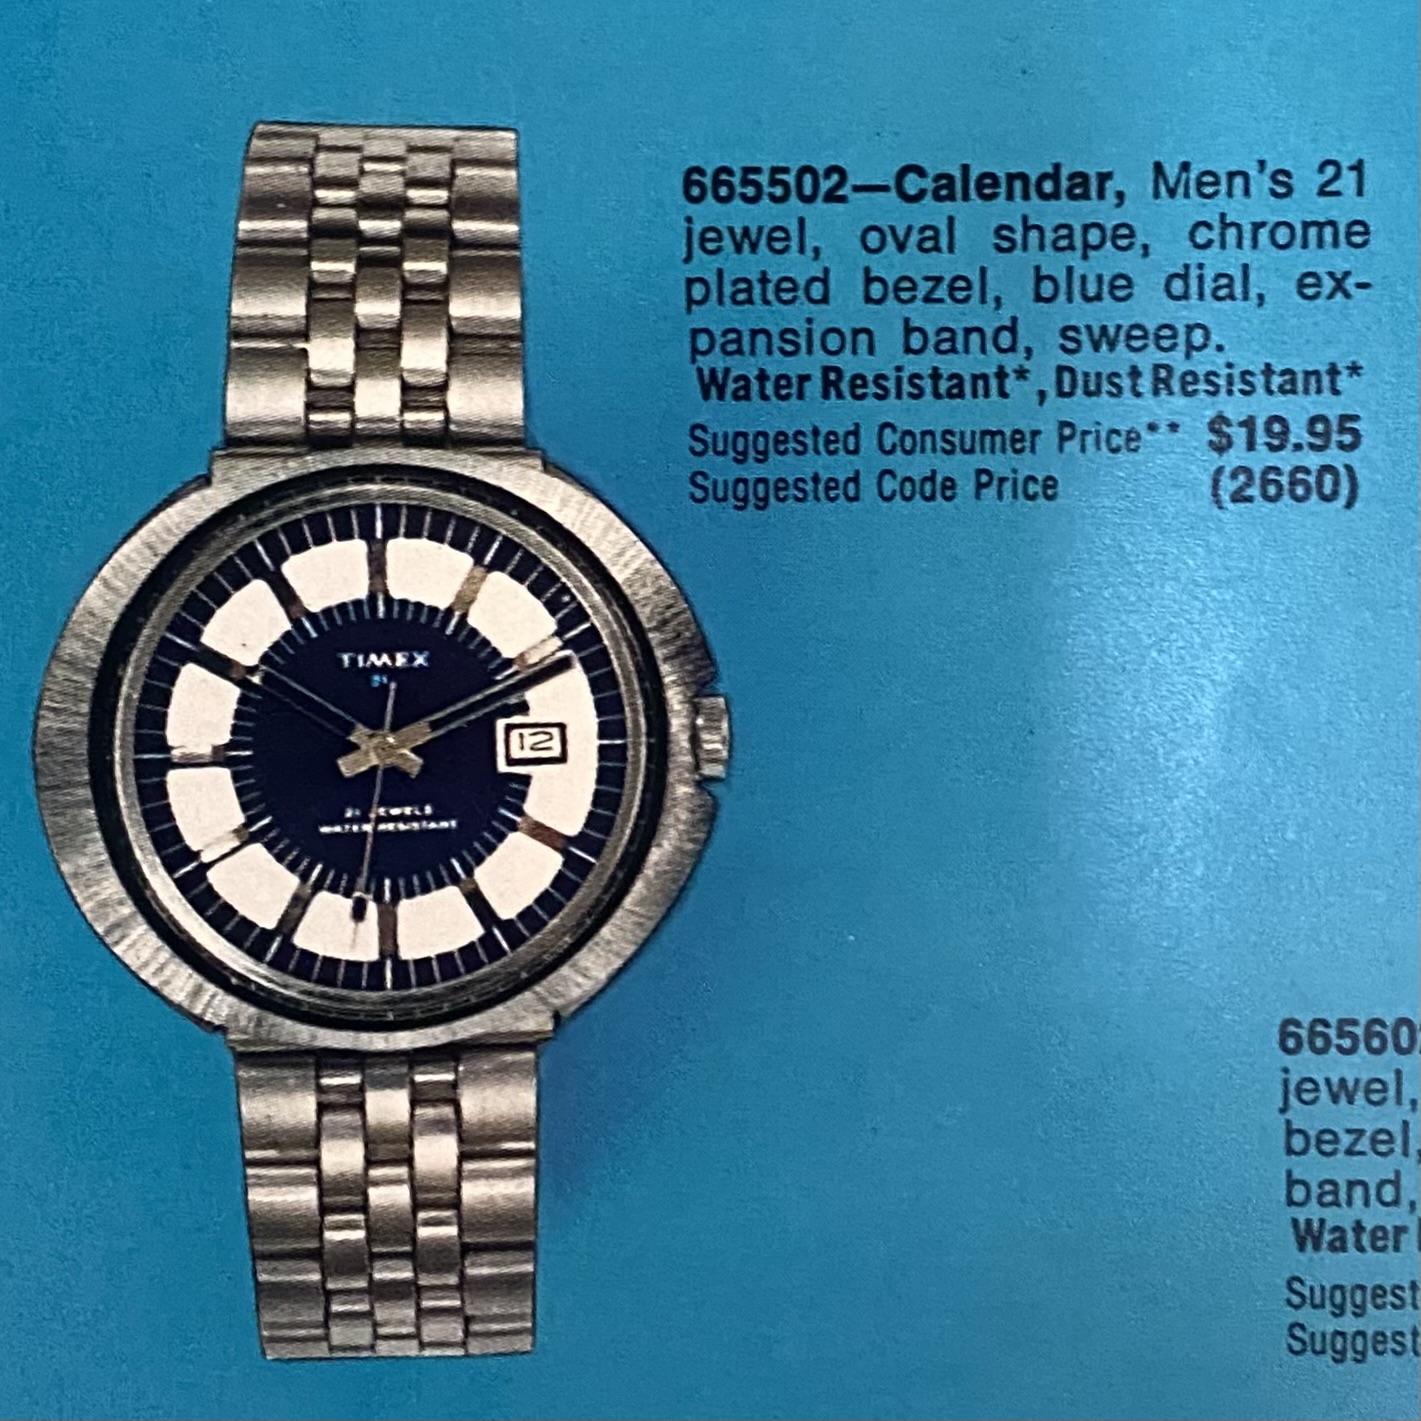 TIMEX
21
12
21 JEWELS
WATER RESISTANT
665502—Calendar, Men's 21
jewel, oval shape, chrome
plated bezel, blue dial, ex-
pansion band, sweep.
Water Resistant*, Dust Resistant*
Suggested Consumer Price** $19.95
Suggested Code Price (2660)
66560
jewel,
bezel,
band,
Water
Suggest
Suggest